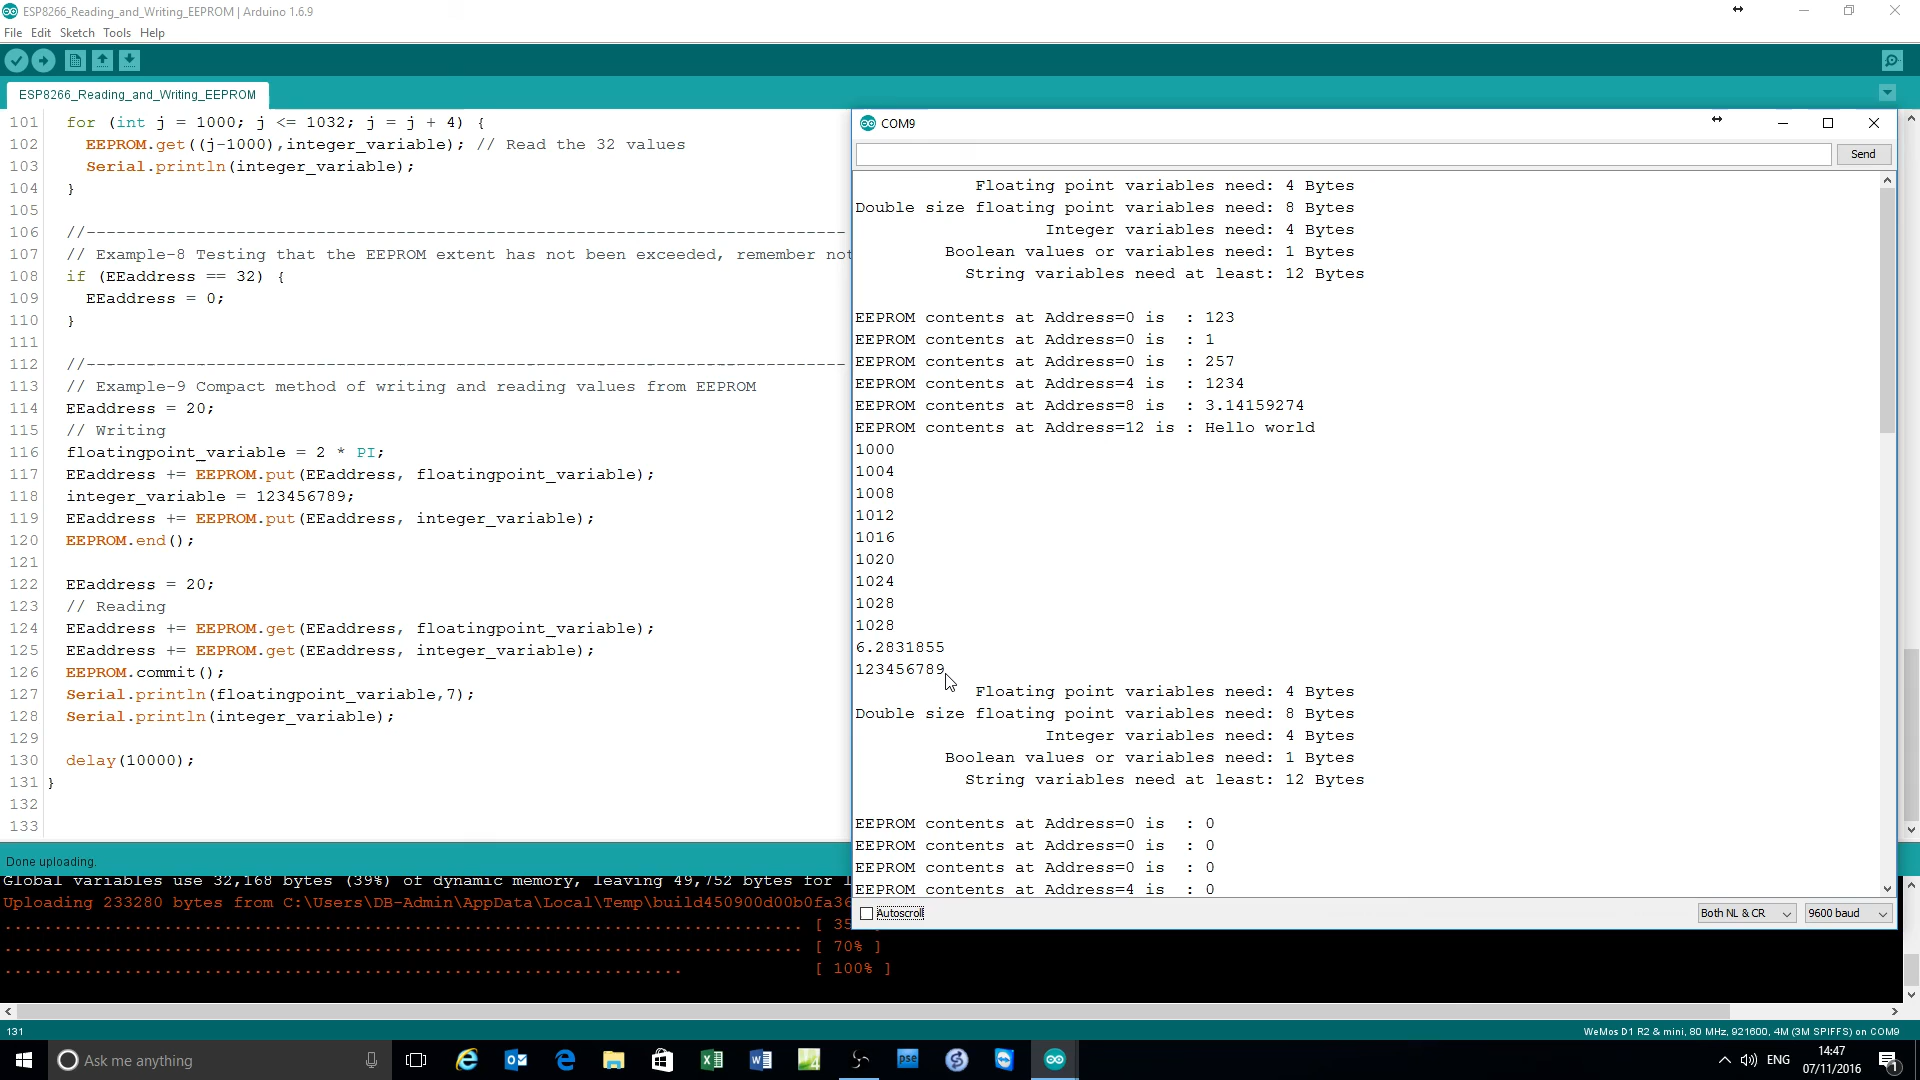 ESP8266_Reading_and_Writing_EEPROM | Arduino 1.6.9
File Edit Sketch Tools Help
ESP8266_Reading_and_Writing_EEPROM
101 for (int j = 1000; j <= 1032; j = j + 4) {
102 EEPROM.get((j-1000),integer_variable); // Read the 32 values
103 Serial.println(integer_variable);
104 }
105
106 //----------------------------------------------------------------------------
107 // Example-8 Testing that the EEPROM extent has not been exceeded, remember not
108 if (EEaddress == 32) {
109 EEaddress = 0;
110 }
111
112 //----------------------------------------------------------------------------
113 // Example-9 Compact method of writing and reading values from EEPROM
114 EEaddress = 20;
115 // Writing
116 floatingpoint_variable = 2 * PI;
117 EEaddress += EEPROM.put(EEaddress, floatingpoint_variable);
118 integer_variable = 123456789;
119 EEaddress += EEPROM.put(EEaddress, integer_variable);
120 EEPROM.end();
121
122 EEaddress = 20;
123 // Reading
124 EEaddress += EEPROM.get(EEaddress, floatingpoint_variable);
125 EEaddress += EEPROM.get(EEaddress, integer_variable);
126 EEPROM.commit();
127 Serial.println(floatingpoint_variable,7);
128 Serial.println(integer_variable);
129
130 delay(10000);
131 }
132
133
COM9
Send
Floating point variables need: 4 Bytes
Double size floating point variables need: 8 Bytes
Integer variables need: 4 Bytes
Boolean values or variables need: 1 Bytes
String variables need at least: 12 Bytes
EEPROM contents at Address=0 is : 123
EEPROM contents at Address=0 is : 1
EEPROM contents at Address=0 is : 257
EEPROM contents at Address=4 is : 1234
EEPROM contents at Address=8 is : 3.14159274
EEPROM contents at Address=12 is : Hello world
1000
1004
1008
1012
1016
1020
1024
1028
1028
6.2831855
123456789
Floating point variables need: 4 Bytes
Double size floating point variables need: 8 Bytes
Integer variables need: 4 Bytes
Boolean values or variables need: 1 Bytes
String variables need at least: 12 Bytes
EEPROM contents at Address=0 is : 0
EEPROM contents at Address=0 is : 0
EEPROM contents at Address=0 is : 0
EEPROM contents at Address=4 is : 0
Autoscroll
Both NL & CR
9600 baud
Done uploading.
Global variables use 32,168 bytes (39%) of dynamic memory, leaving 49,752 bytes for l
Uploading 233280 bytes from C:\Users\DB-Admin\AppData\Local\Temp\build450900d00b0fa36
................................................................................ [ 35
................................................................................ [ 70% ]
.................................................................... [ 100% ]
131
WeMos D1 R2 & mini, 80 MHz, 921600, 4M (3M SPIFFS) on COM9
Ask me anything
pse
ENG
14:47
07/11/2016
1